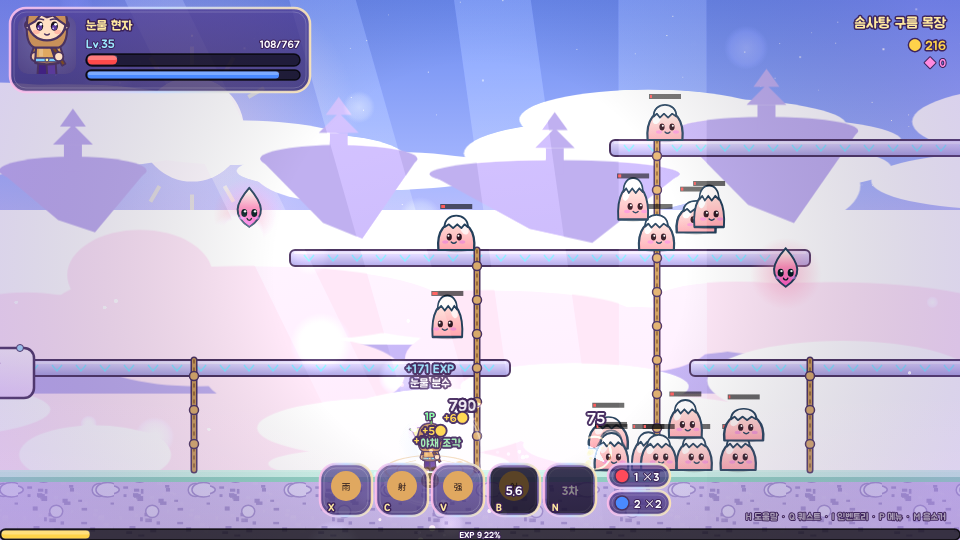 눈물 현자
Lv.35
108/767
솜사탕 구름 목장
216
0
+171 EXP
눈물 분수
790
+6
1P
+5
야채 조각
75
雨
射
强
5.6
3차
X
C
V
B
N
1 ×3
2 ×2
H 도움말 · Q 퀘스트 · I 인벤토리 · P 메뉴 · M 음소거
EXP 9.22%